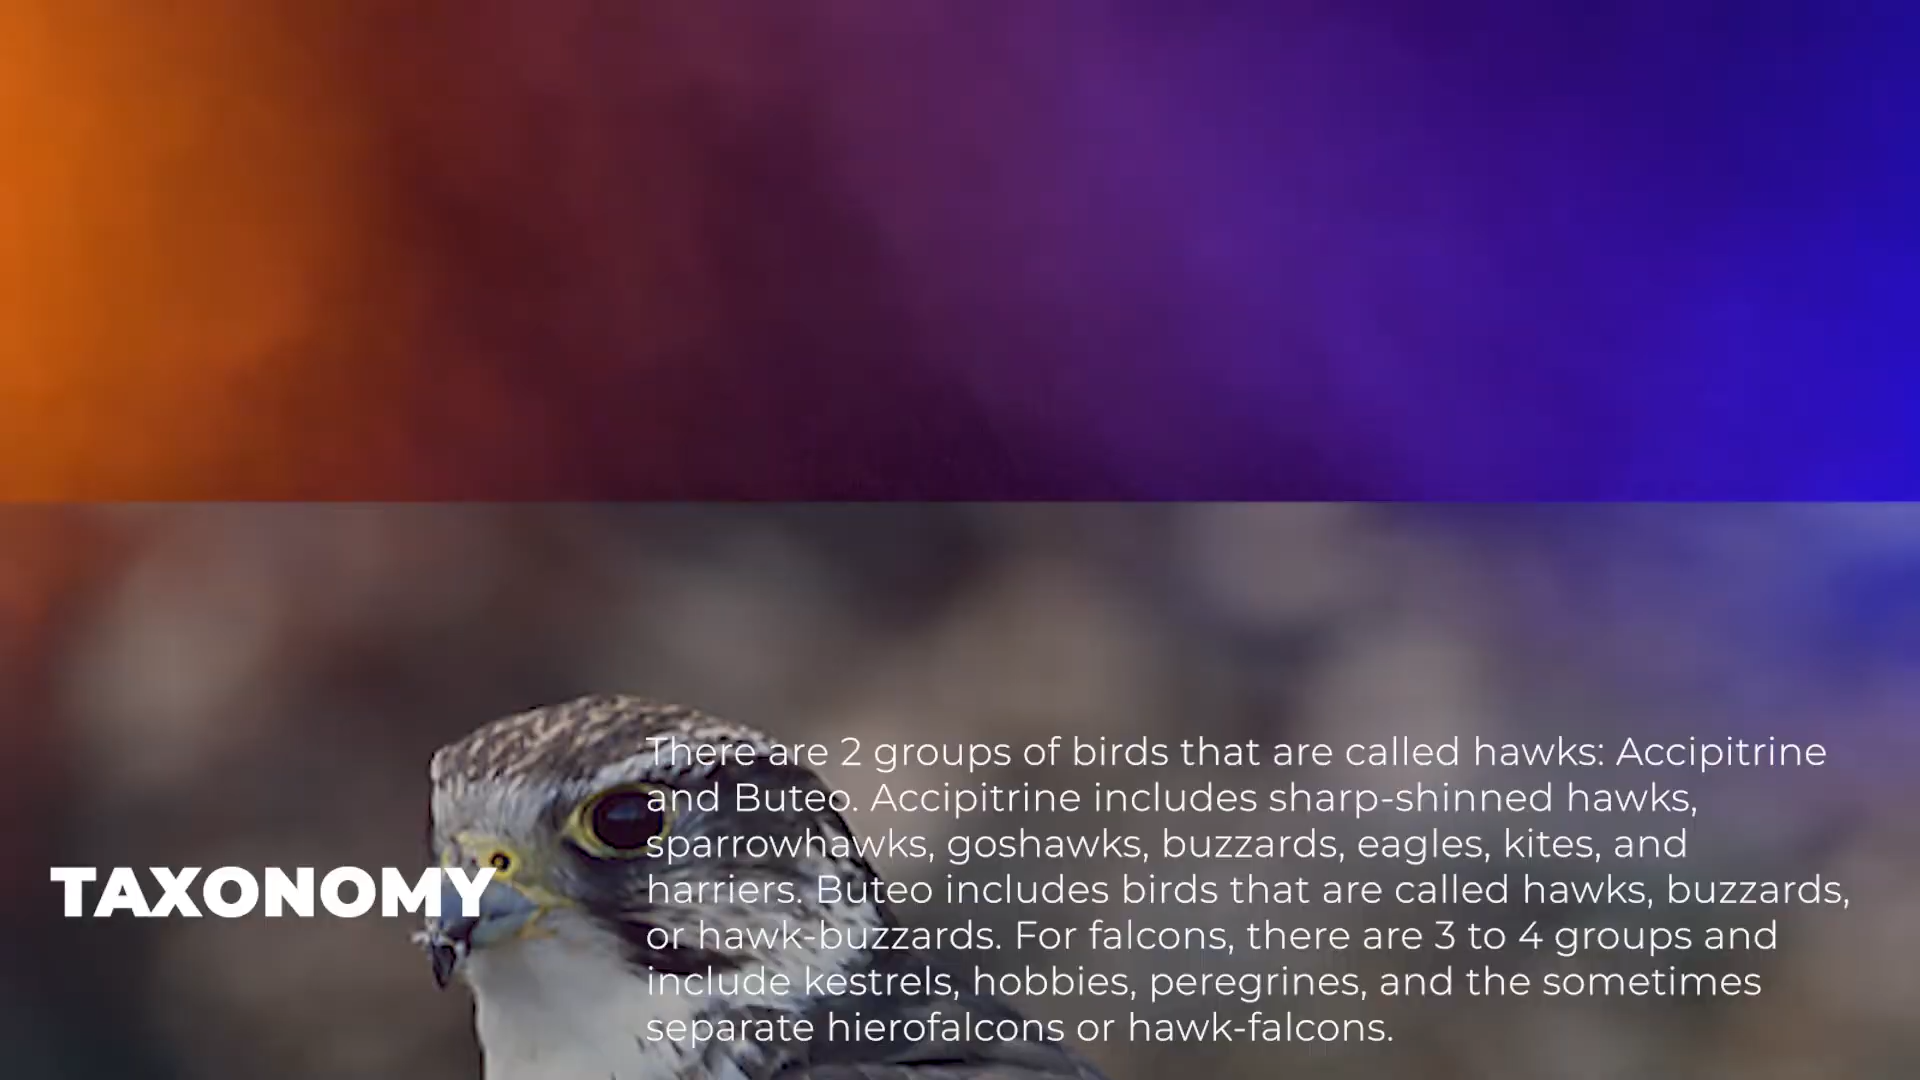 TAXONOMY
There are 2 groups of birds that are called hawks: Accipitrine
and Buteo. Accipitrine includes sharp-shinned hawks,
sparrowhawks, goshawks, buzzards, eagles, kites, and
harriers. Buteo includes birds that are called hawks, buzzards,
or hawk-buzzards. For falcons, there are 3 to 4 groups and
include kestrels, hobbies, peregrines, and the sometimes
separate hierofalcons or hawk-falcons.